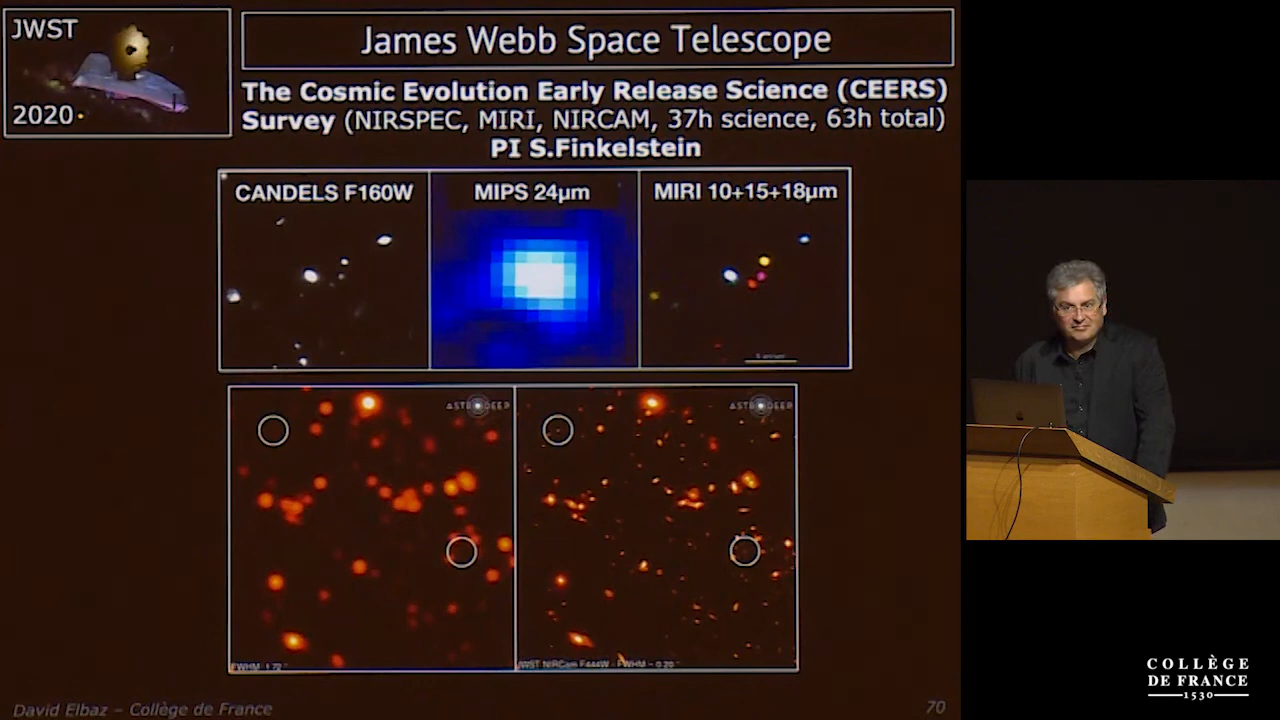 JWST
2020
James Webb Space Telescope
The Cosmic Evolution Early Release Science (CEERS)
Survey (NIRSPEC, MIRI, NIRCAM, 37h science, 63h total)
PI S.Finkelstein
CANDELS F160W
MIPS 24µm
MIRI 10+15+18µm
ASTRODEEP
ASTRODEEP
FWHM: 1.72 "
JWST NIRCam F444W - FWHM ~ 0.20 "
David Elbaz – Collège de France
70
COLLÈGE
DE FRANCE
1530